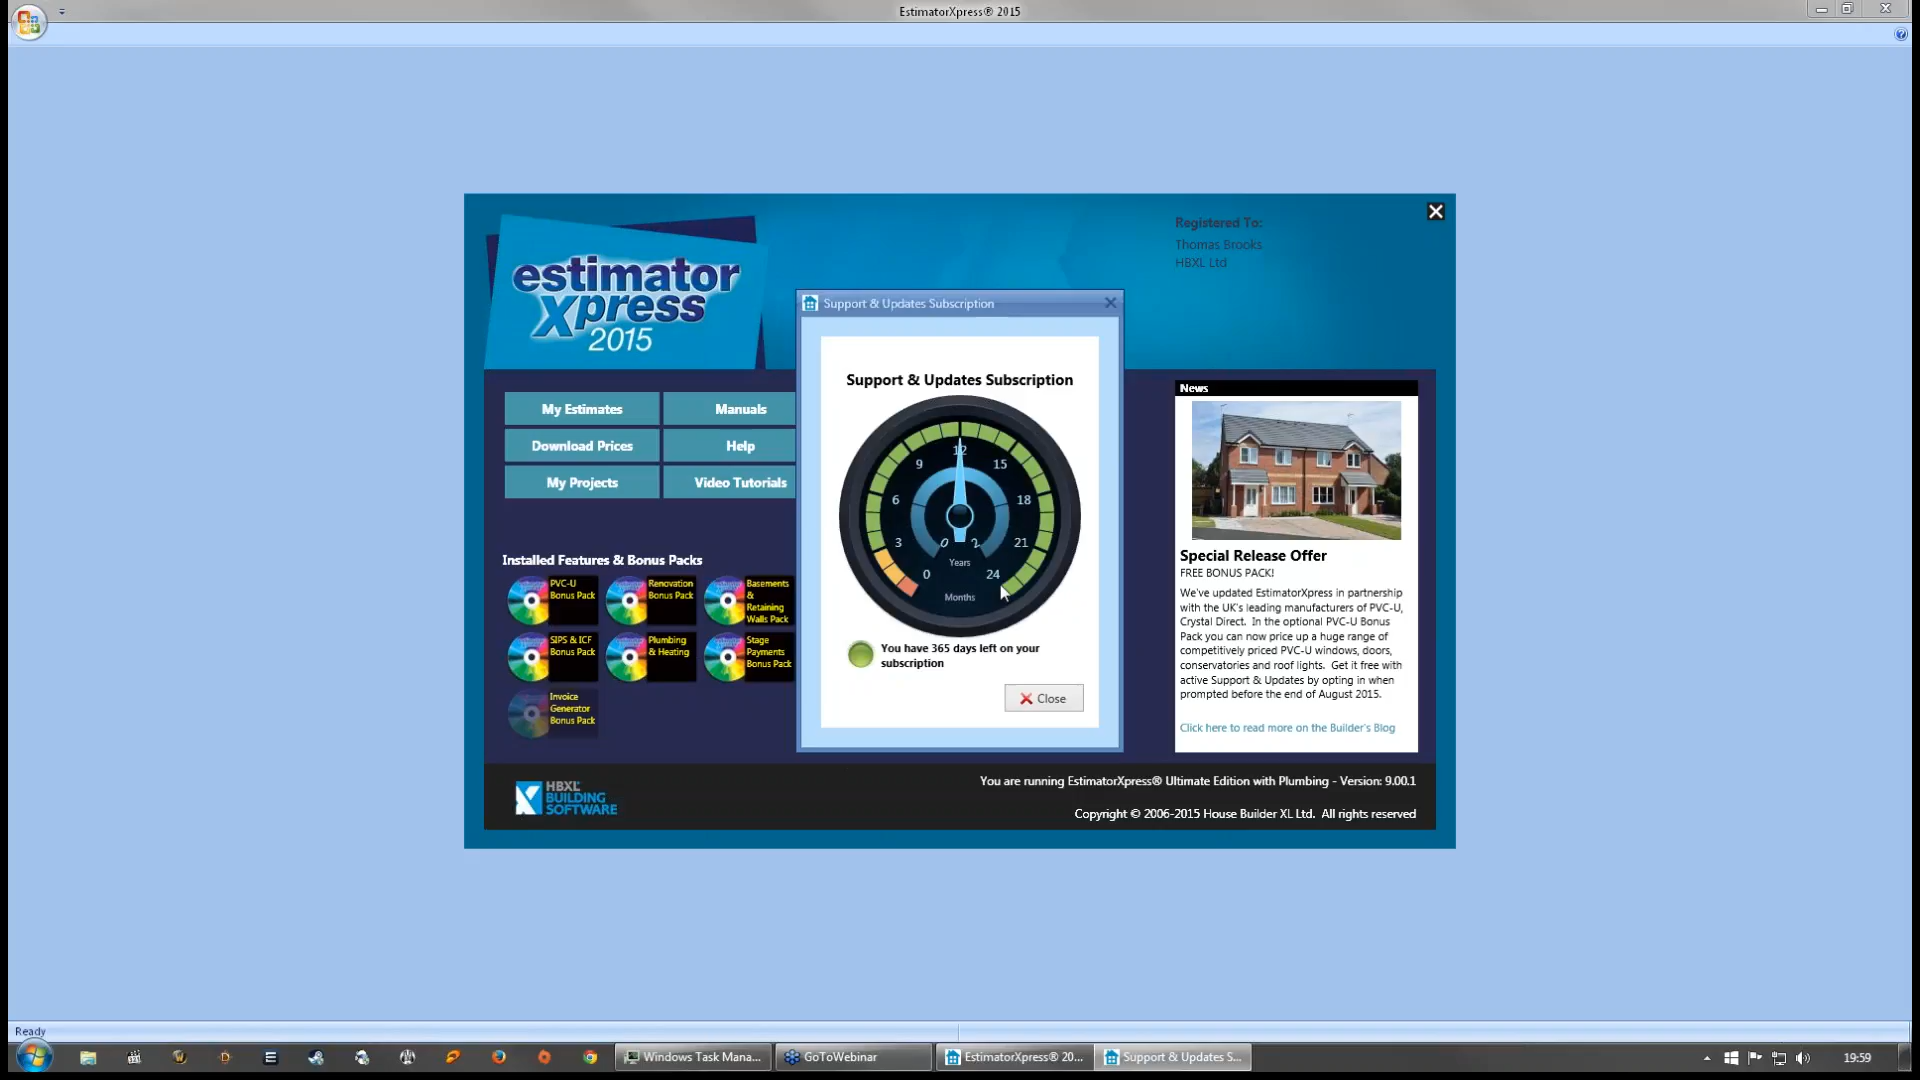 EstimatorXpress® 2015
Registered To:
Thomas Brooks
HBXL Ltd
estimator
xpress
2015
Support & Updates Subscription
Support & Updates Subscription
0
3
6
9
12
15
18
21
24
0
2
Years
Months
You have 365 days left on your
subscription
Close
My Estimates
Manuals
Download Prices
Help
My Projects
Video Tutorials
Installed Features & Bonus Packs
PVC-U
Bonus Pack
Renovation
Bonus Pack
Basements
&
Retaining
Walls Pack
SIPS & ICF
Bonus Pack
Plumbing
& Heating
Stage
Payments
Bonus Pack
Invoice
Generator
Bonus Pack
News
Special Release Offer
FREE BONUS PACK!
We've updated EstimatorXpress in partnership
with the UK's leading manufacturers of PVC-U,
Crystal Direct. In the optional PVC-U Bonus
Pack you can now price up a huge range of
competitively priced PVC-U windows, doors,
conservatories and roof lights. Get it free with
active Support & Updates by opting in when
prompted before the end of August 2015.
Click here to read more on the Builder's Blog
HBXL®
BUILDING
SOFTWARE
You are running EstimatorXpress® Ultimate Edition with Plumbing - Version: 9.00.1
Copyright © 2006-2015 House Builder XL Ltd. All rights reserved
Ready
Windows Task Mana...
GoToWebinar
EstimatorXpress® 20...
Support & Updates S...
19:59